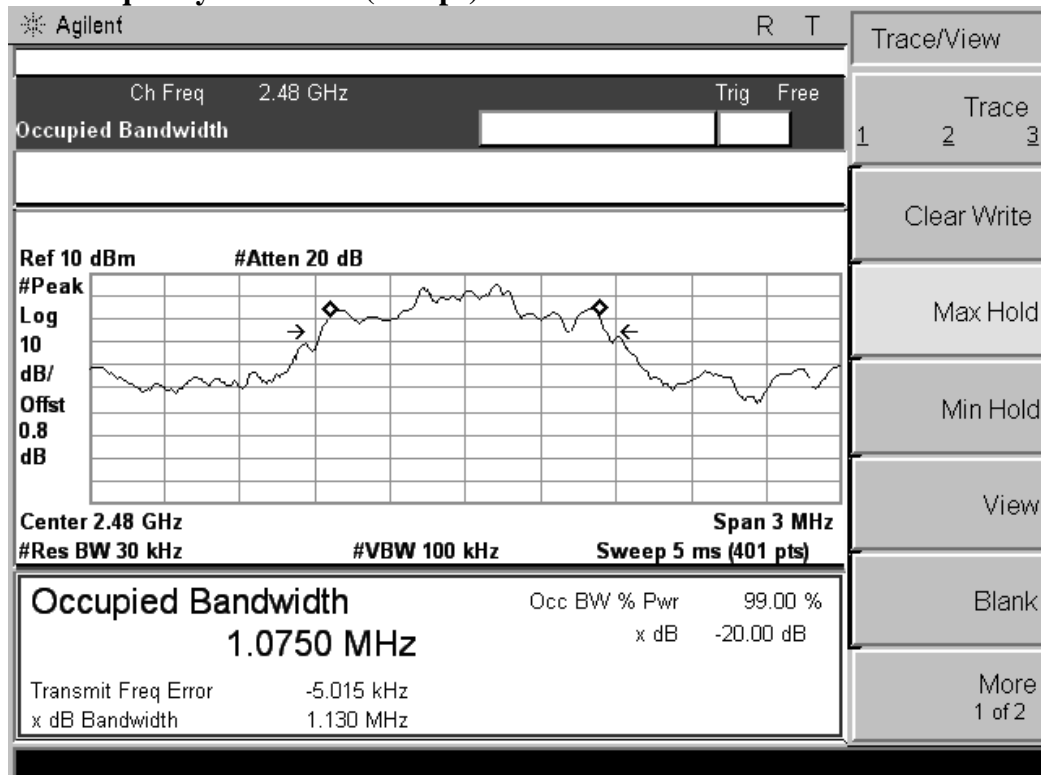 Agilent R T
Ch Freq 2.48 GHz Trig Free
Occupied Bandwidth
Ref 10 dBm #Atten 20 dB
#Peak
Log
10
dB/
Offst
0.8
dB
Center 2.48 GHz Span 3 MHz
#Res BW 30 kHz #VBW 100 kHz Sweep 5 ms (401 pts)
Occupied Bandwidth Occ BW % Pwr 99.00 %
1.0750 MHz x dB -20.00 dB
Transmit Freq Error -5.015 kHz
x dB Bandwidth 1.130 MHz
Trace/View
Trace
1 2 3
Clear Write
Max Hold
Min Hold
View
Blank
More
1 of 2